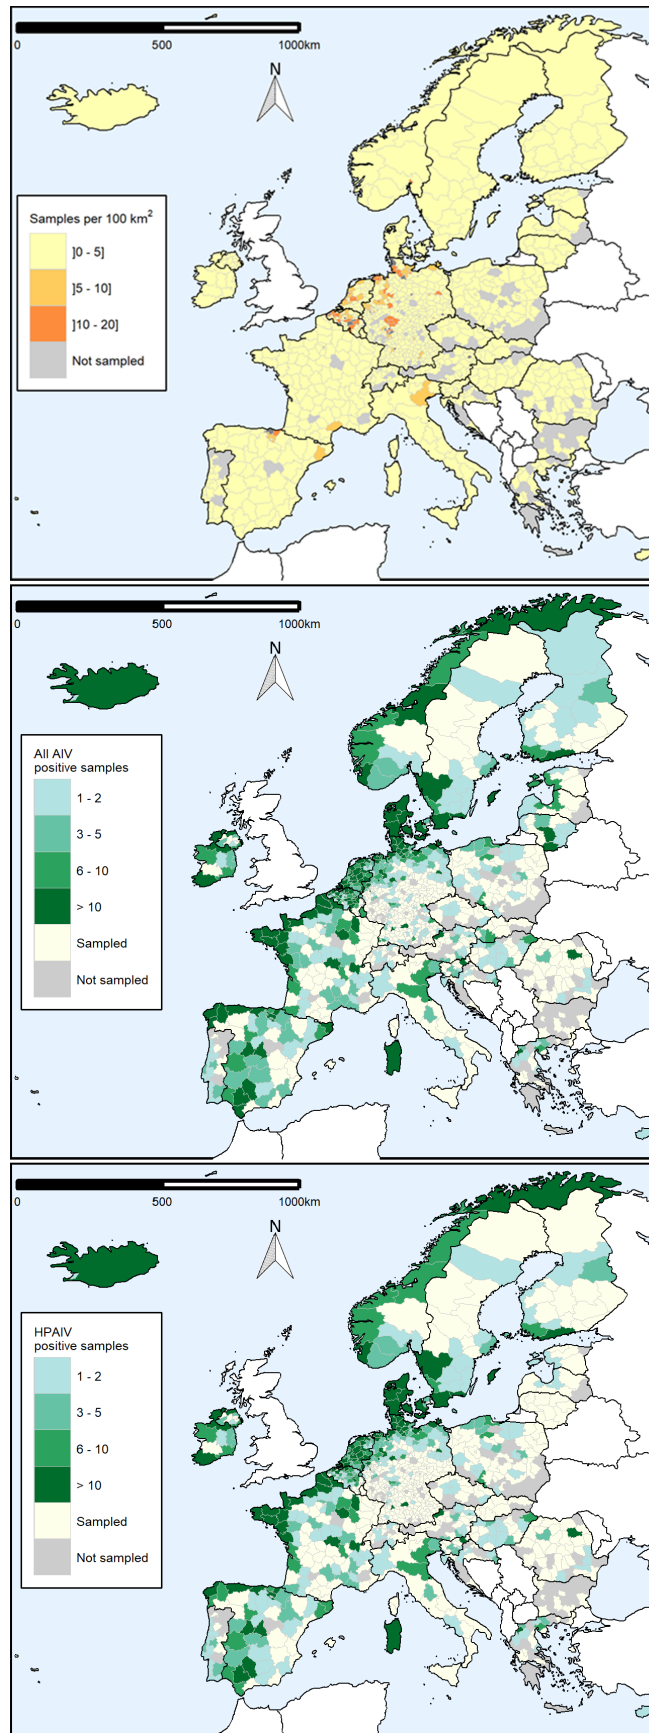 0 500 1000km
N
Samples per 100 km²
]0 - 5]
]5 - 10]
]10 - 20]
Not sampled
0 500 1000km
N
All AIV
positive samples
1 - 2
3 - 5
6 - 10
> 10
Sampled
Not sampled
0 500 1000km
N
HPAIV
positive samples
1 - 2
3 - 5
6 - 10
> 10
Sampled
Not sampled